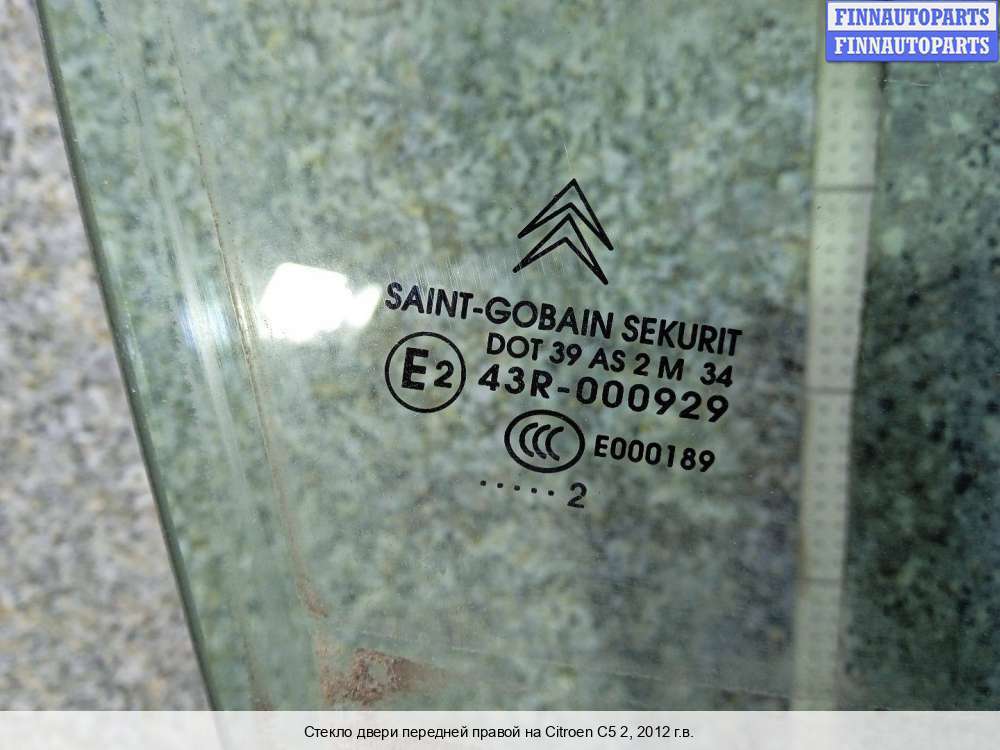 FINNAUTOPARTS
FINNAUTOPARTS
SAINT-GOBAIN SEKURIT
DOT 39 AS 2 M 34
E2 43R-000929
CCC E000189
..... 2
Стекло двери передней правой на Citroen C5 2, 2012 г.в.